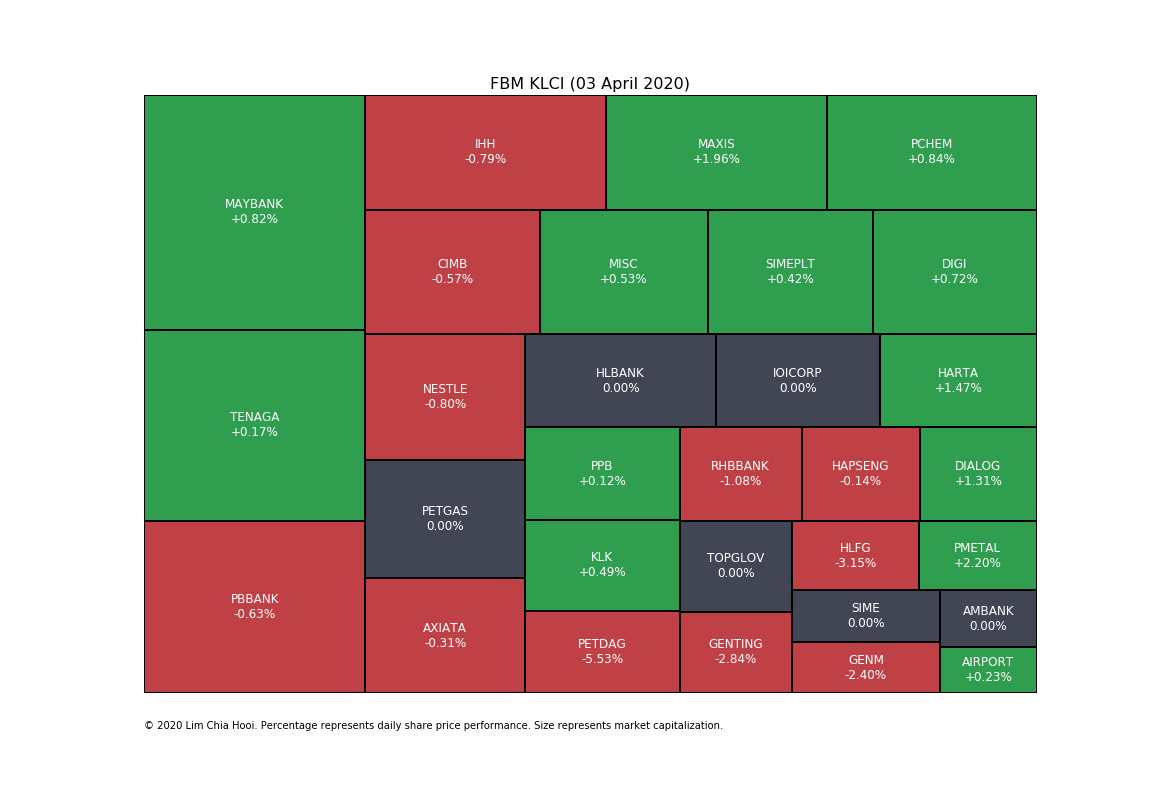 FBM KLCI (03 April 2020)
MAYBANK
+0.82%
TENAGA
+0.17%
PBBANK
-0.63%
IHH
-0.79%
MAXIS
+1.96%
PCHEM
+0.84%
CIMB
-0.57%
MISC
+0.53%
SIMEPLT
+0.42%
DIGI
+0.72%
NESTLE
-0.80%
PETGAS
0.00%
AXIATA
-0.31%
HLBANK
0.00%
IOICORP
0.00%
HARTA
+1.47%
PPB
+0.12%
KLK
+0.49%
PETDAG
-5.53%
RHBBANK
-1.08%
HAPSENG
-0.14%
DIALOG
+1.31%
TOPGLOV
0.00%
GENTING
-2.84%
HLFG
-3.15%
PMETAL
+2.20%
SIME
0.00%
GENM
-2.40%
AMBANK
0.00%
AIRPORT
+0.23%
© 2020 Lim Chia Hooi. Percentage represents daily share price performance. Size represents market capitalization.